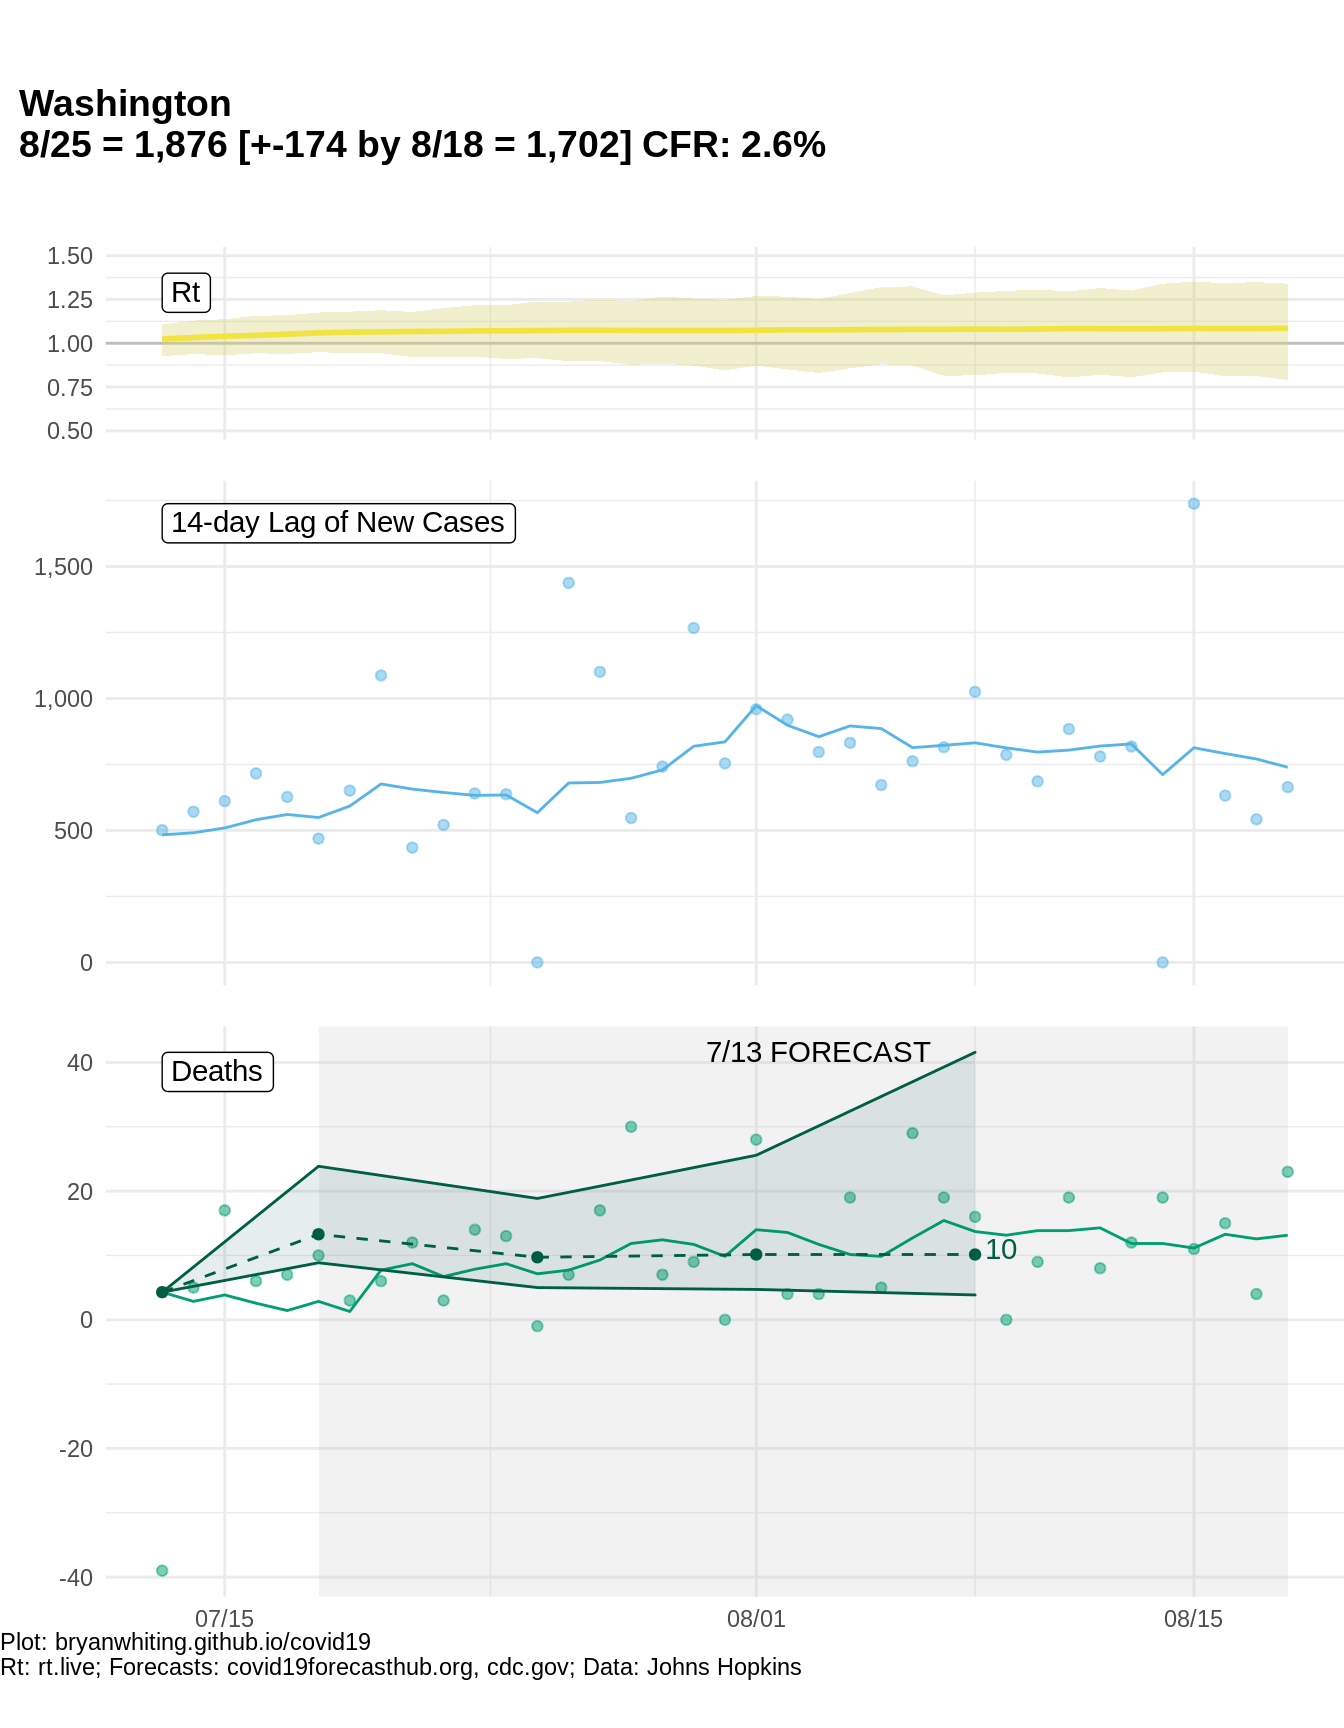 Washington
8/25 = 1,876 [+-174 by 8/18 = 1,702] CFR: 2.6%
1.50
Rt
1.25
1.00
0.75
0.50
14-day Lag of New Cases
1,500
1,000
500
0
7/13 FORECAST
Deaths
40
20
10
0
-20
-40
07/15
08/01
08/15
Plot: bryanwhiting.github.io/covid19
Rt: rt.live; Forecasts: covid19forecasthub.org, cdc.gov; Data: Johns Hopkins